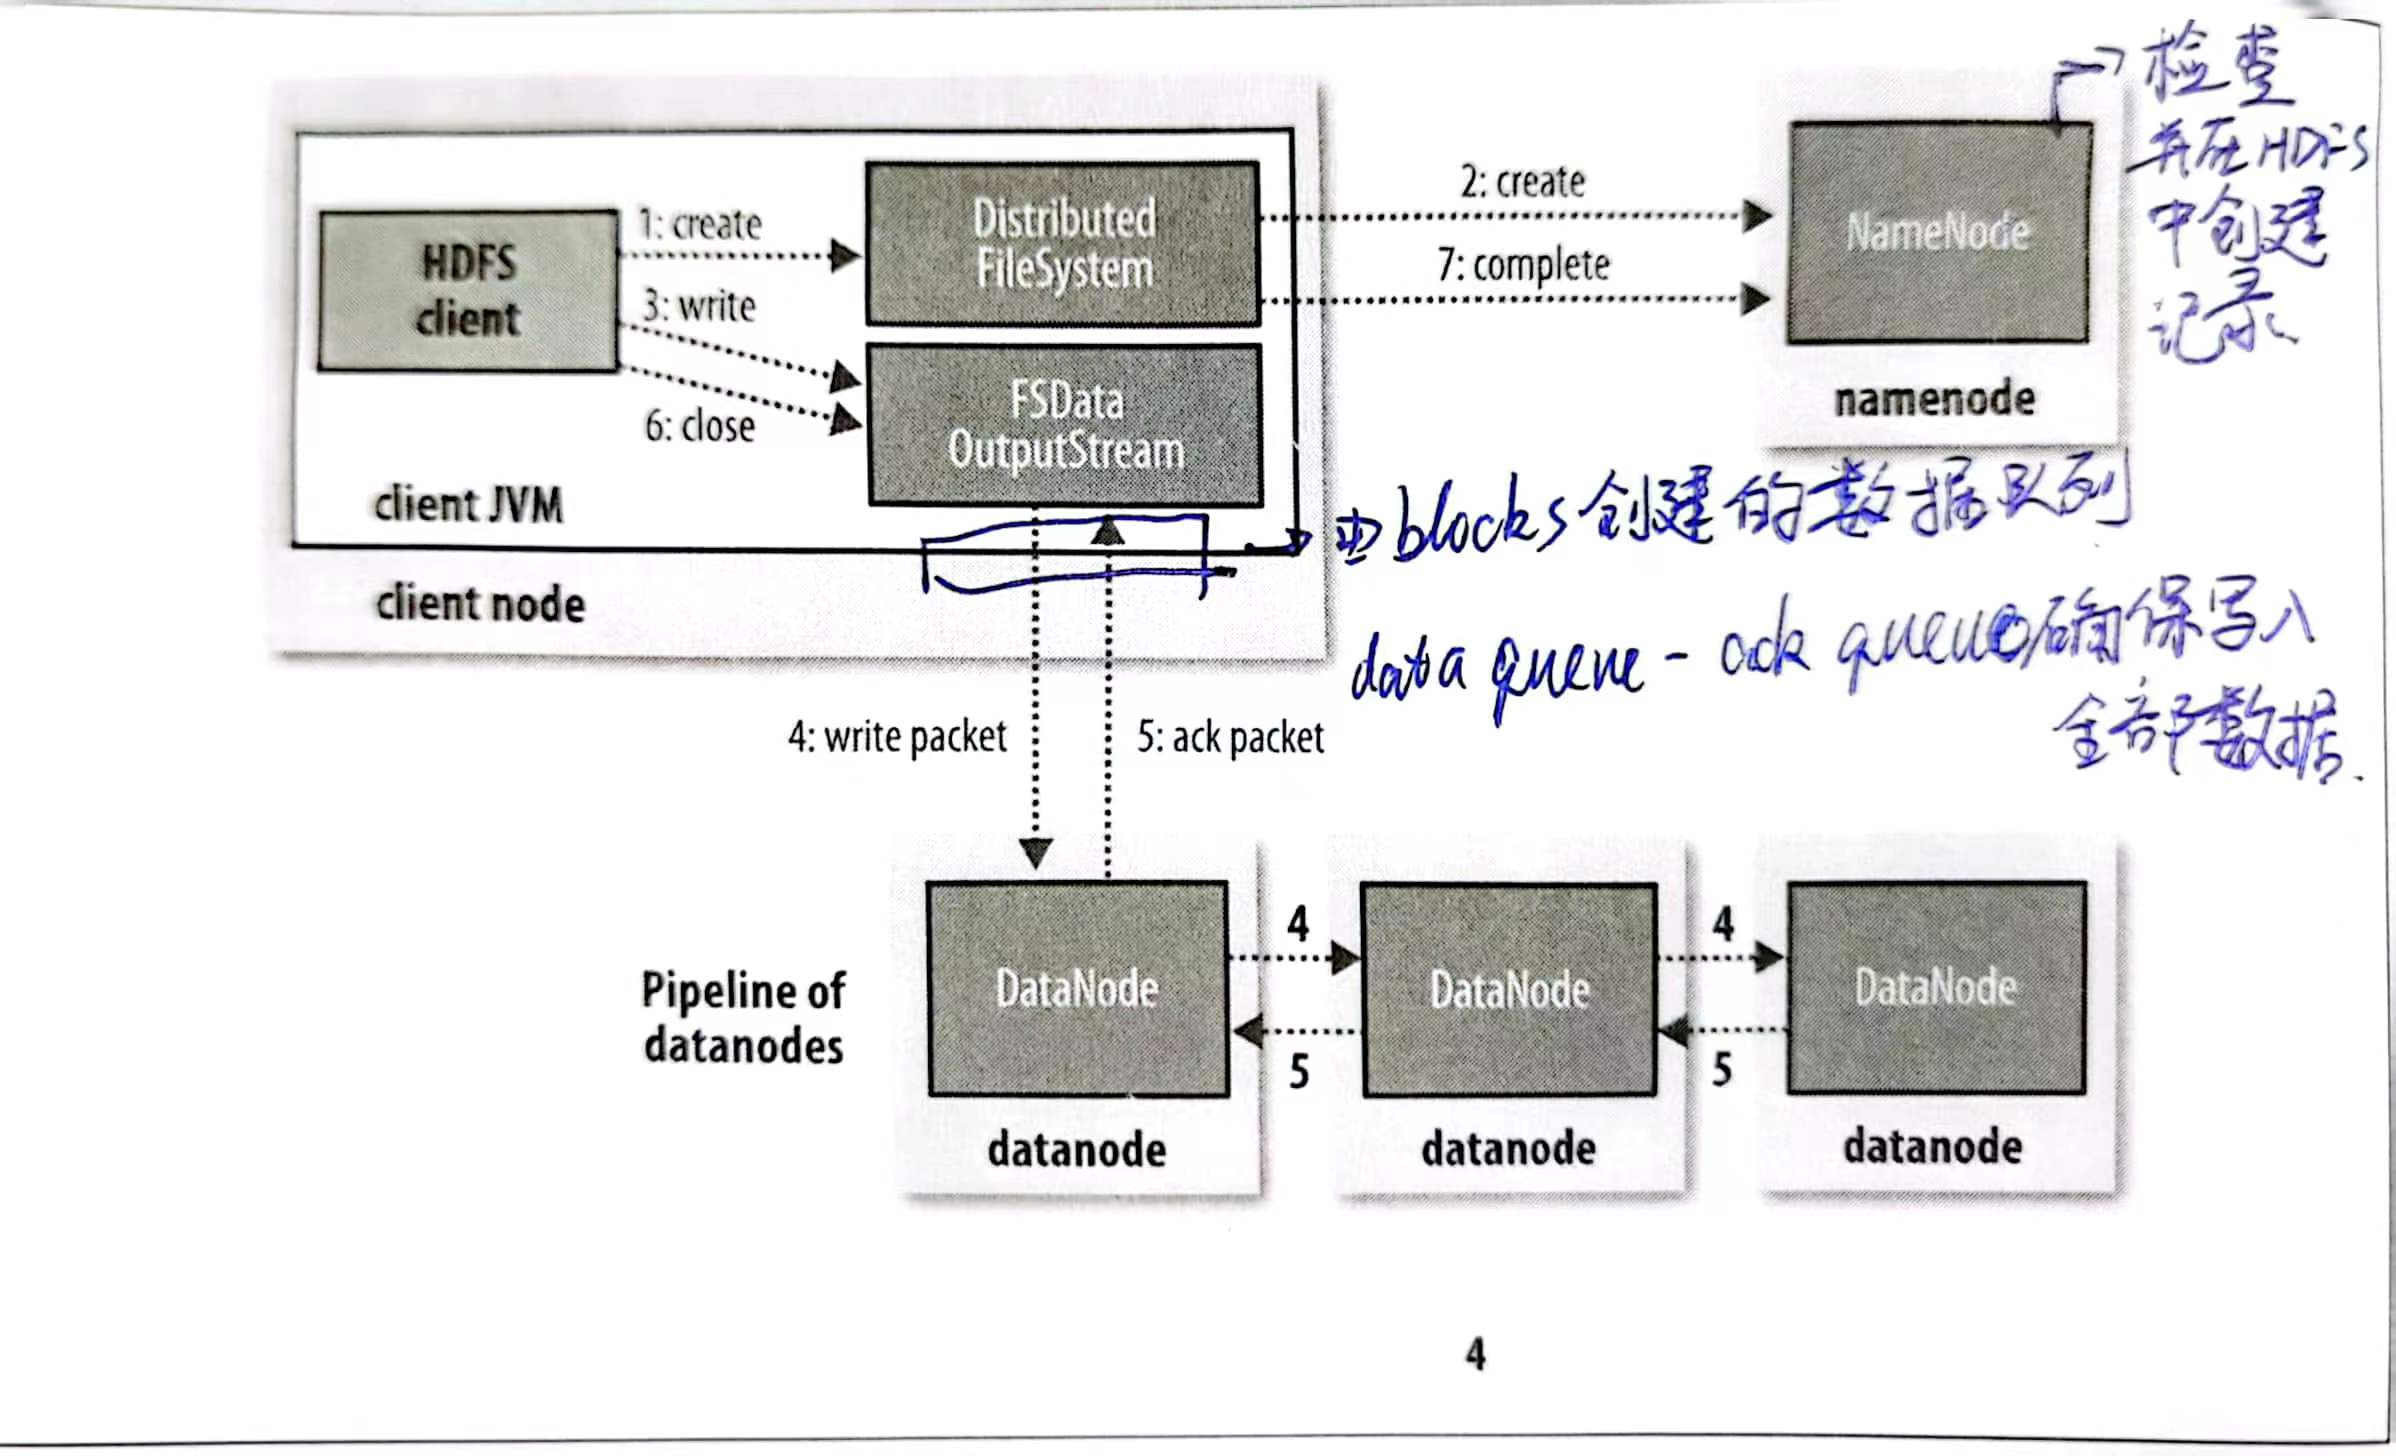 检查
并在HDFS
中创建
记录
1: create
Distributed
FileSystem
2: create
NameNode
HDFS
client
3: write
7: complete
FSData
OutputStream
6: close
namenode
client JVM
blocks创建的数据队列
client node
data queue - ack queue确保写入
全部数据.
4: write packet
5: ack packet
4
4
DataNode
DataNode
DataNode
Pipeline of
datanodes
5
5
datanode
datanode
datanode
4